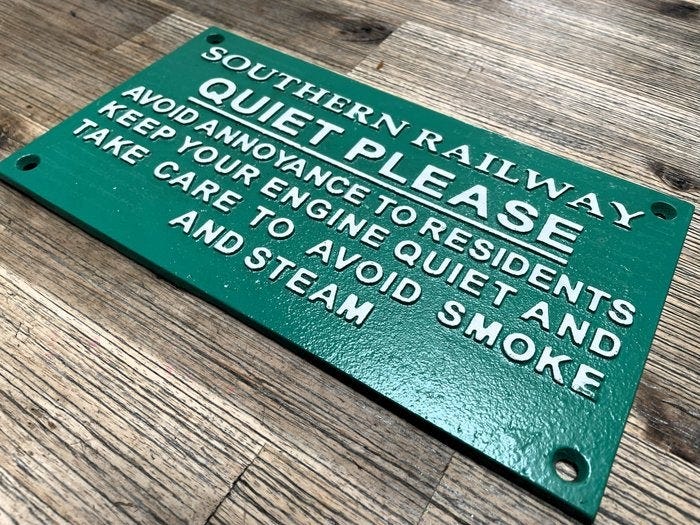 SOUTHERN RAILWAY
QUIET PLEASE
AVOID ANNOYANCE TO RESIDENTS
KEEP YOUR ENGINE QUIET AND
TAKE CARE TO AVOID SMOKE
AND STEAM